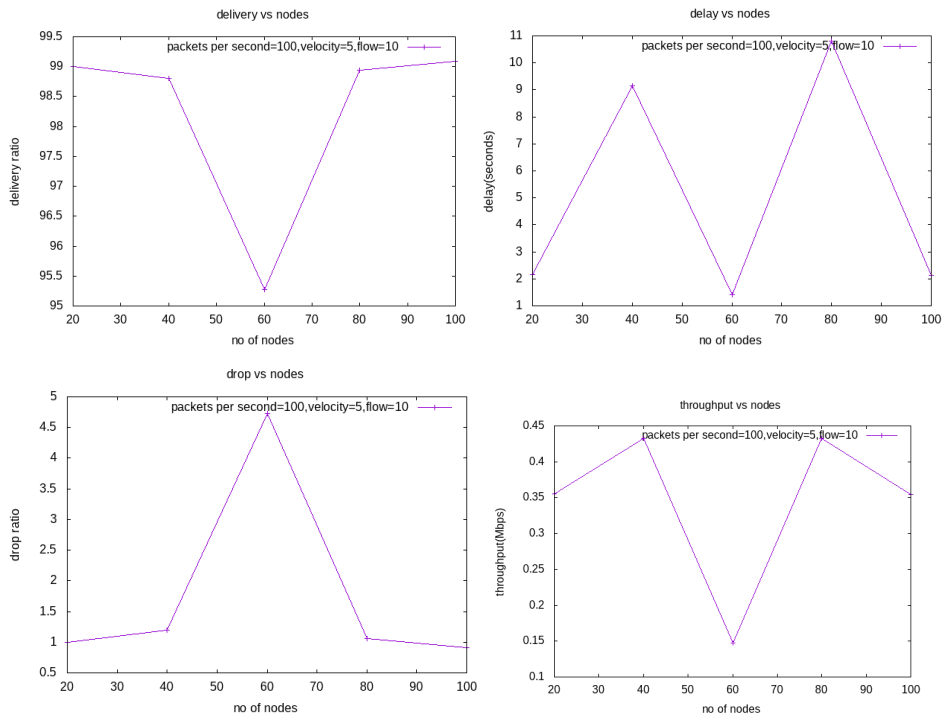 delivery vs nodes
99.5
99
98.5
98
97.5
97
96.5
96
95.5
95
delivery ratio
packets per second=100,velocity=5,flow=10
20 30 40 50 60 70 80 90 100
no of nodes
delay vs nodes
11
10
9
8
7
6
5
4
3
2
1
delay(seconds)
packets per second=100,velocity=5,flow=10
20 30 40 50 60 70 80 90 100
no of nodes
drop vs nodes
5
4.5
4
3.5
3
2.5
2
1.5
1
0.5
drop ratio
packets per second=100,velocity=5,flow=10
20 30 40 50 60 70 80 90 100
no of nodes
throughput vs nodes
0.45
0.4
0.35
0.3
0.25
0.2
0.15
0.1
throughput(Mbps)
packets per second=100,velocity=5,flow=10
20 30 40 50 60 70 80 90 100
no of nodes